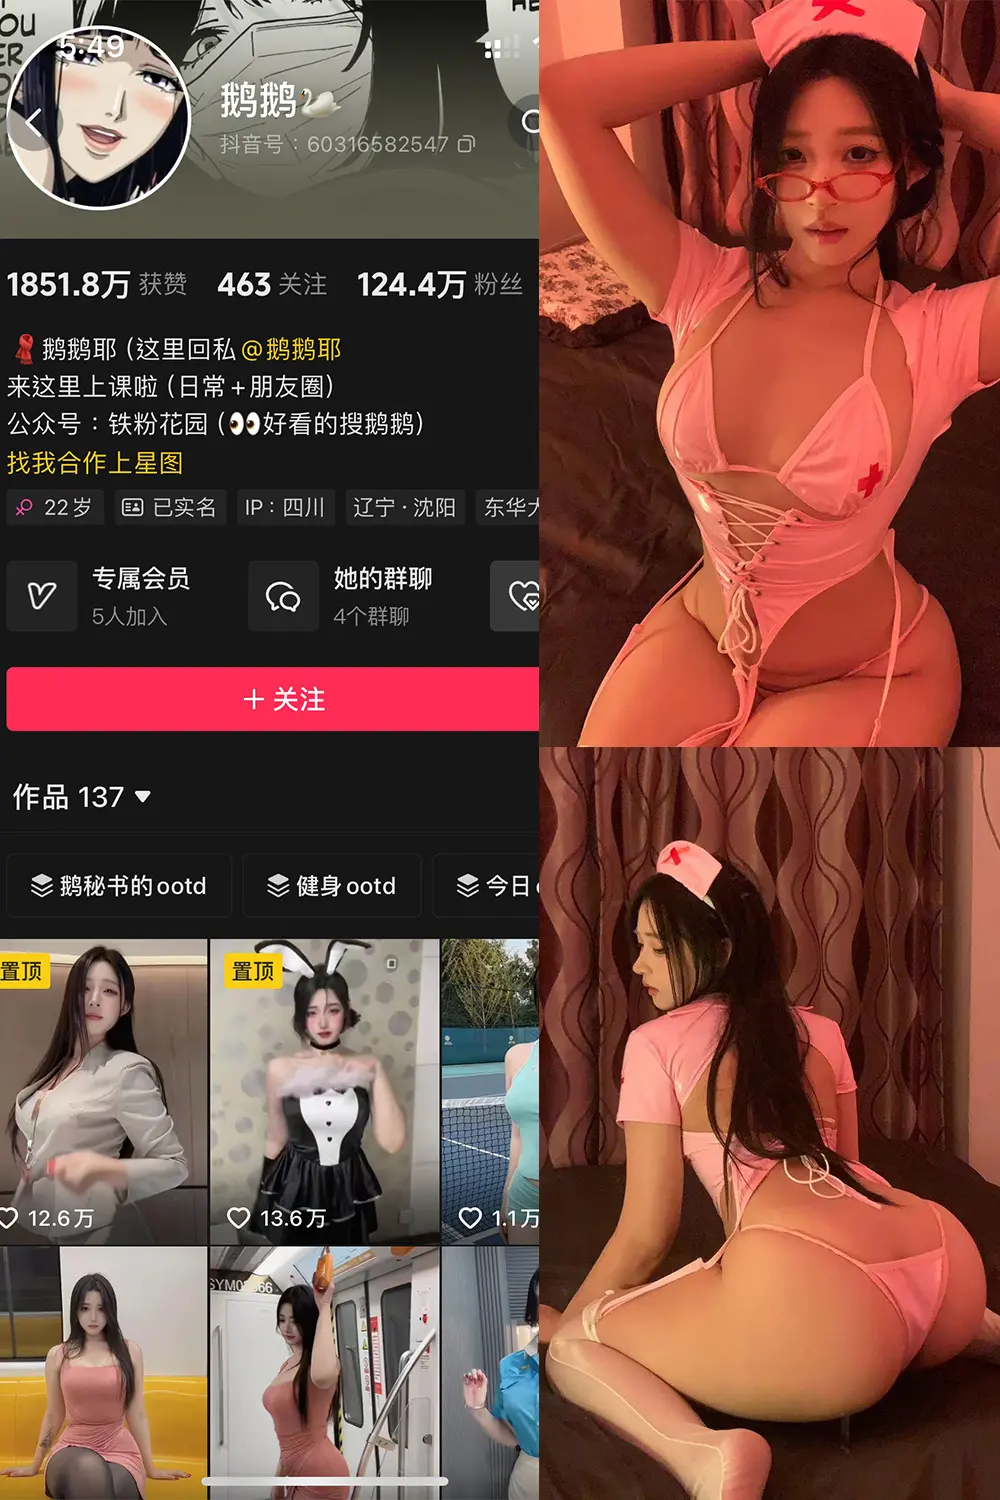 OU
ER
5:49
鹅鹅🦢
抖音号：60316582547
1851.8万 获赞 463 关注 124.4万 粉丝
鹅鹅耶 (这里回私 @鹅鹅耶
来这里上课啦 (日常+朋友圈)
公众号：铁粉花园 (👀好看的搜鹅鹅)
找我合作上星图
22岁 已实名 IP：四川 辽宁·沈阳 东华大
专属会员 她的群聊
5人加入 4个群聊
+ 关注
作品 137
鹅秘书的ootd 健身ootd 今日
置顶 置顶
12.6万 13.6万 1.1万